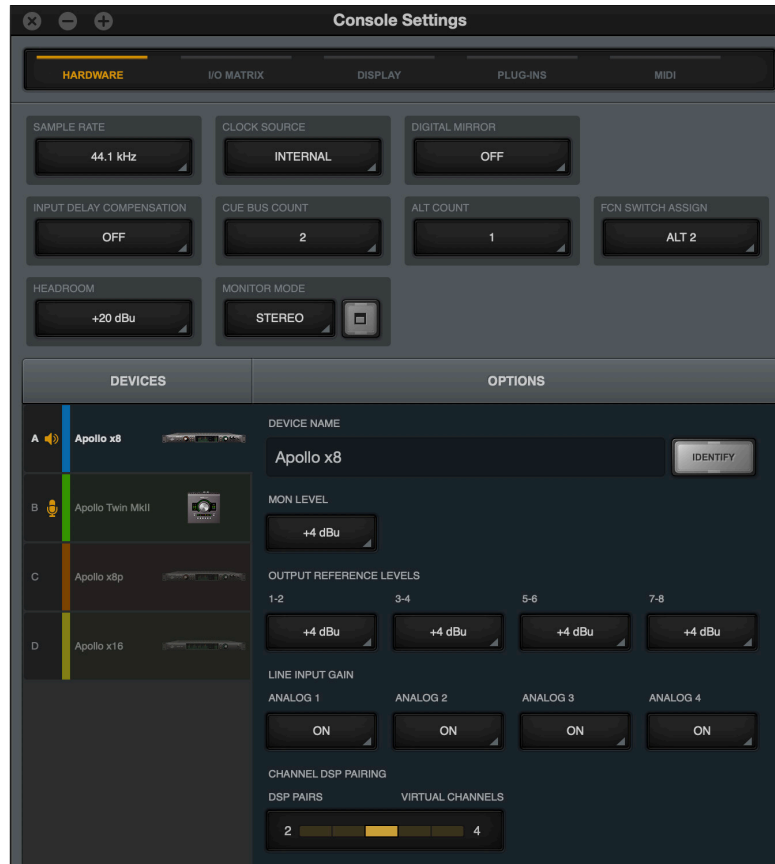 Console Settings
HARDWARE I/O MATRIX DISPLAY PLUG-INS MIDI
SAMPLE RATE CLOCK SOURCE DIGITAL MIRROR
44.1 kHz INTERNAL OFF
INPUT DELAY COMPENSATION CUE BUS COUNT ALT COUNT FCN SWITCH ASSIGN
OFF 2 1 ALT 2
HEADROOM MONITOR MODE
+20 dBu STEREO
DEVICES OPTIONS
DEVICE NAME
A Apollo x8
Apollo x8 IDENTIFY
MON LEVEL
B Apollo Twin MkII
+4 dBu
C Apollo x8p
OUTPUT REFERENCE LEVELS
1-2 3-4 5-6 7-8
+4 dBu +4 dBu +4 dBu +4 dBu
D Apollo x16
LINE INPUT GAIN
ANALOG 1 ANALOG 2 ANALOG 3 ANALOG 4
ON ON ON ON
CHANNEL DSP PAIRING
DSP PAIRS VIRTUAL CHANNELS
2 4